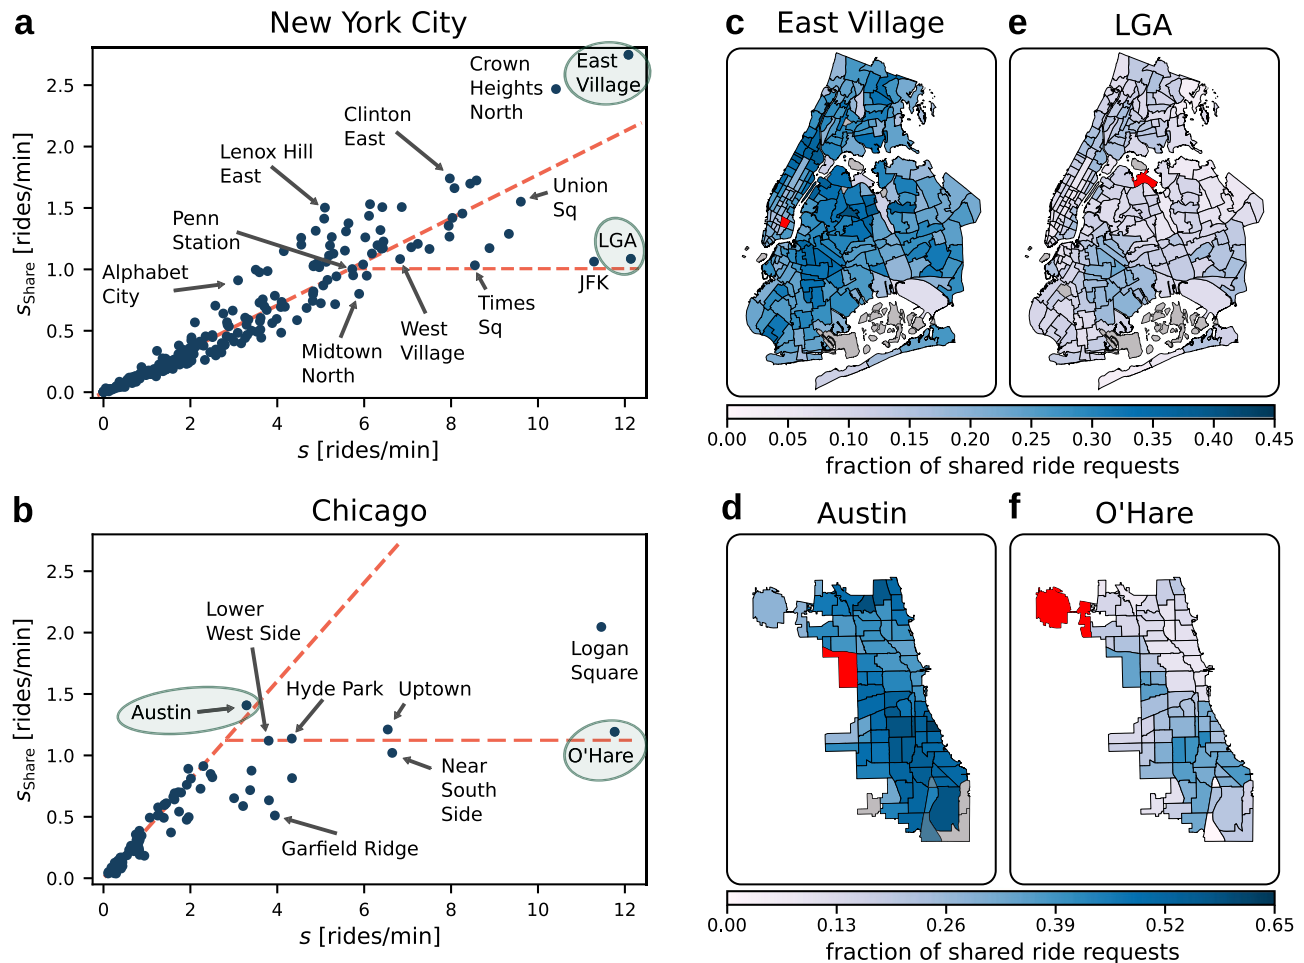 a
New York City
2.5
2.0
1.5
1.0
0.5
0.0
sShare [rides/min]
0
2
4
6
8
10
12
s [rides/min]
Crown
Heights
North
East
Village
Clinton
East
Lenox Hill
East
Union
Sq
Penn
Station
LGA
Alphabet
City
JFK
Times
Sq
West
Village
Midtown
North
b
Chicago
2.5
2.0
1.5
1.0
0.5
0.0
sShare [rides/min]
0
2
4
6
8
10
12
s [rides/min]
Lower
West Side
Logan
Square
Hyde Park
Uptown
Austin
O'Hare
Near
South
Side
Garfield Ridge
c
East Village
e
LGA
0.00
0.05
0.10
0.15
0.20
0.25
0.30
0.35
0.40
0.45
fraction of shared ride requests
d
Austin
f
O'Hare
0.00
0.13
0.26
0.39
0.52
0.65
fraction of shared ride requests